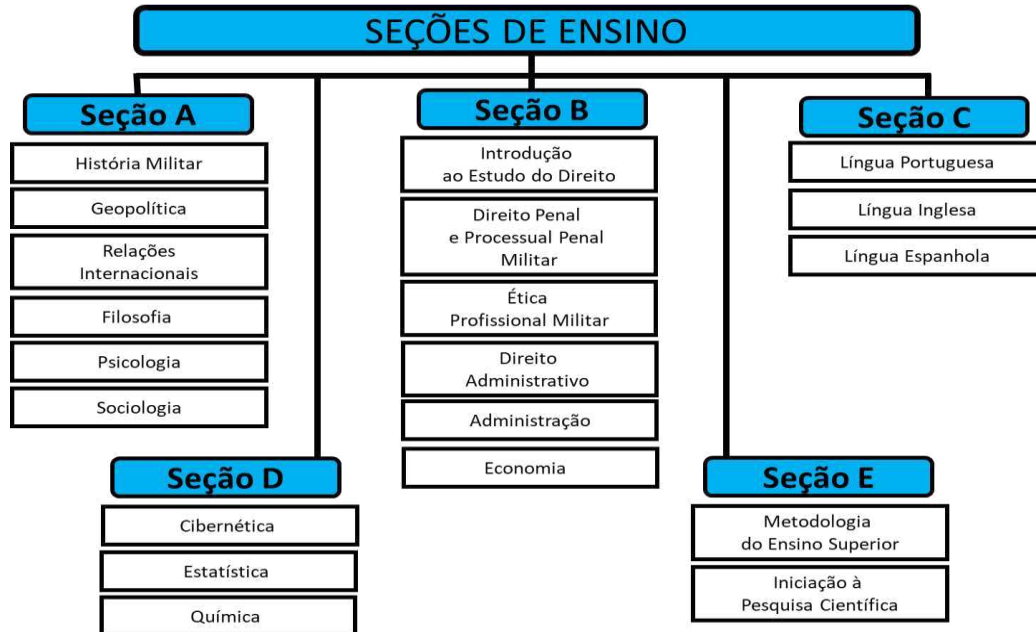 SEÇÕES DE ENSINO
Seção A
História Militar
Geopolítica
Relações
Internacionais
Filosofia
Psicologia
Sociologia
Seção B
Introdução
ao Estudo do Direito
Direito Penal
e Processual Penal
Militar
Ética
Profissional Militar
Direito
Administrativo
Administração
Economia
Seção C
Língua Portuguesa
Língua Inglesa
Língua Espanhola
Seção D
Cibernética
Estatística
Química
Seção E
Metodologia
do Ensino Superior
Iniciação à
Pesquisa Científica